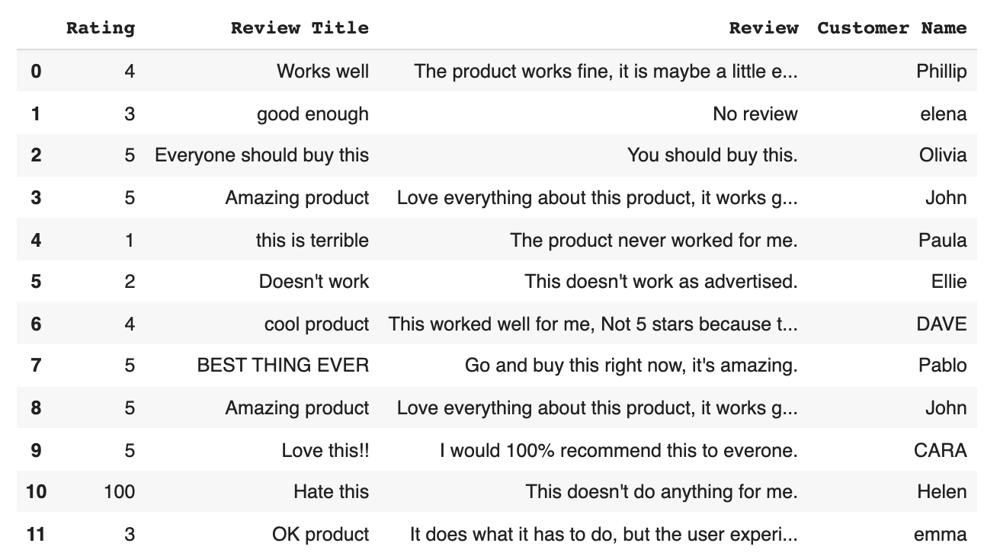 Rating Review Title Review Customer Name
0 4 Works well The product works fine, it is maybe a little e... Phillip
1 3 good enough No review elena
2 5 Everyone should buy this You should buy this. Olivia
3 5 Amazing product Love everything about this product, it works g... John
4 1 this is terrible The product never worked for me. Paula
5 2 Doesn't work This doesn't work as advertised. Ellie
6 4 cool product This worked well for me, Not 5 stars because t... DAVE
7 5 BEST THING EVER Go and buy this right now, it's amazing. Pablo
8 5 Amazing product Love everything about this product, it works g... John
9 5 Love this!! I would 100% recommend this to everone. CARA
10 100 Hate this This doesn't do anything for me. Helen
11 3 OK product It does what it has to do, but the user experi... emma